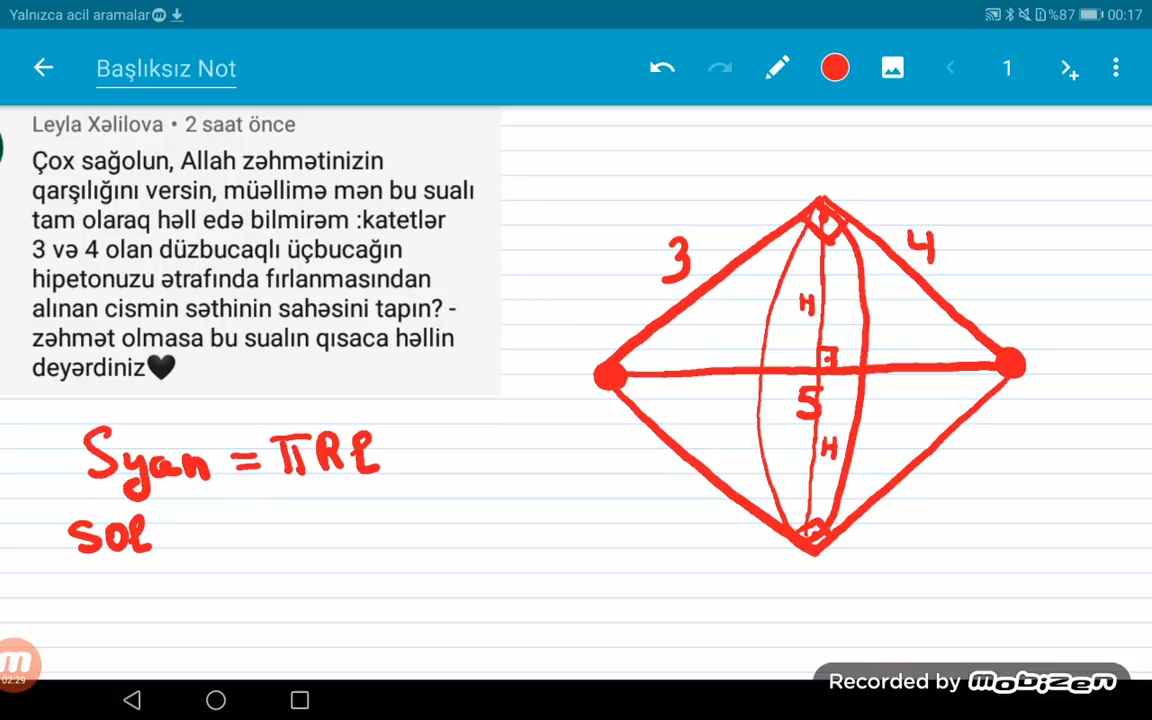 Yalnızca acil aramalar
%87 00:17
Başlıksız Not
1
Leyla Xəlilova • 2 saat önce
Çox sağolun, Allah zəhmətinizin
qarşılığını versin, müəllimə mən bu sualı
tam olaraq həll edə bilmirəm :katetlər
3 və 4 olan düzbucaqlı üçbucağın
hipetonuzu ətrafında fırlanmasından
alınan cismin səthinin sahəsini tapın? -
zəhmət olmasa bu sualın qısaca həllin
deyərdiniz🖤
3
4
H
5
H
Syan = πRl
sol
02:29
Recorded by mobizen